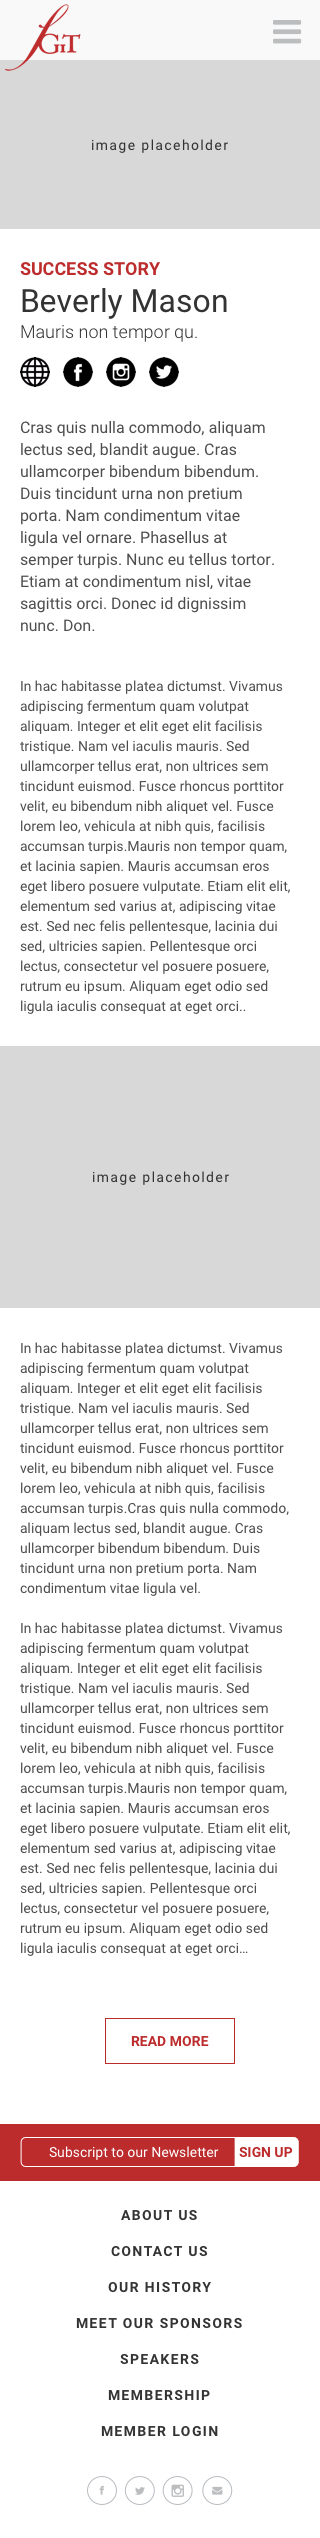 fGiT
image placeholder
SUCCESS STORY
Beverly Mason
Mauris non tempor qu.
Cras quis nulla commodo, aliquam
lectus sed, blandit augue. Cras
ullamcorper bibendum bibendum.
Duis tincidunt urna non pretium
porta. Nam condimentum vitae
ligula vel ornare. Phasellus at
semper turpis. Nunc eu tellus tortor.
Etiam at condimentum nisl, vitae
sagittis orci. Donec id dignissim
nunc. Don.
In hac habitasse platea dictumst. Vivamus
adipiscing fermentum quam volutpat
aliquam. Integer et elit eget elit facilisis
tristique. Nam vel iaculis mauris. Sed
ullamcorper tellus erat, non ultrices sem
tincidunt euismod. Fusce rhoncus porttitor
velit, eu bibendum nibh aliquet vel. Fusce
lorem leo, vehicula at nibh quis, facilisis
accumsan turpis.Mauris non tempor quam,
et lacinia sapien. Mauris accumsan eros
eget libero posuere vulputate. Etiam elit elit,
elementum sed varius at, adipiscing vitae
est. Sed nec felis pellentesque, lacinia dui
sed, ultricies sapien. Pellentesque orci
lectus, consectetur vel posuere posuere,
rutrum eu ipsum. Aliquam eget odio sed
ligula iaculis consequat at eget orci..
image placeholder
In hac habitasse platea dictumst. Vivamus
adipiscing fermentum quam volutpat
aliquam. Integer et elit eget elit facilisis
tristique. Nam vel iaculis mauris. Sed
ullamcorper tellus erat, non ultrices sem
tincidunt euismod. Fusce rhoncus porttitor
velit, eu bibendum nibh aliquet vel. Fusce
lorem leo, vehicula at nibh quis, facilisis
accumsan turpis.Cras quis nulla commodo,
aliquam lectus sed, blandit augue. Cras
ullamcorper bibendum bibendum. Duis
tincidunt urna non pretium porta. Nam
condimentum vitae ligula vel.
In hac habitasse platea dictumst. Vivamus
adipiscing fermentum quam volutpat
aliquam. Integer et elit eget elit facilisis
tristique. Nam vel iaculis mauris. Sed
ullamcorper tellus erat, non ultrices sem
tincidunt euismod. Fusce rhoncus porttitor
velit, eu bibendum nibh aliquet vel. Fusce
lorem leo, vehicula at nibh quis, facilisis
accumsan turpis.Mauris non tempor quam,
et lacinia sapien. Mauris accumsan eros
eget libero posuere vulputate. Etiam elit elit,
elementum sed varius at, adipiscing vitae
est. Sed nec felis pellentesque, lacinia dui
sed, ultricies sapien. Pellentesque orci
lectus, consectetur vel posuere posuere,
rutrum eu ipsum. Aliquam eget odio sed
ligula iaculis consequat at eget orci…
READ MORE
Subscript to our Newsletter SIGN UP
ABOUT US
CONTACT US
OUR HISTORY
MEET OUR SPONSORS
SPEAKERS
MEMBERSHIP
MEMBER LOGIN